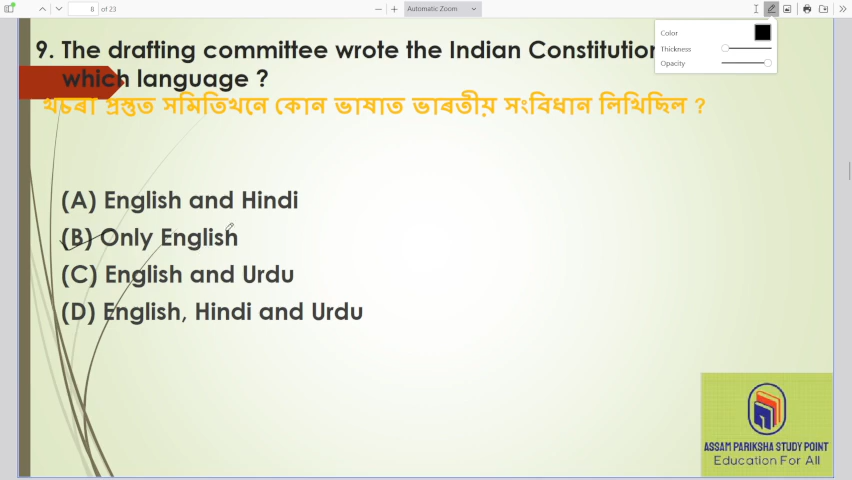 8 of 23
Automatic Zoom
Color
Thickness
Opacity
9. The drafting committee wrote the Indian Constitution
which language ?
খচৰা প্ৰস্তুত সমিতিখনে কোন ভাষাত ভাৰতীয় সংবিধান লিখিছিল ?
(A) English and Hindi
(B) Only English
(C) English and Urdu
(D) English, Hindi and Urdu
ASSAM PARIKSHA STUDY POINT
Education For All